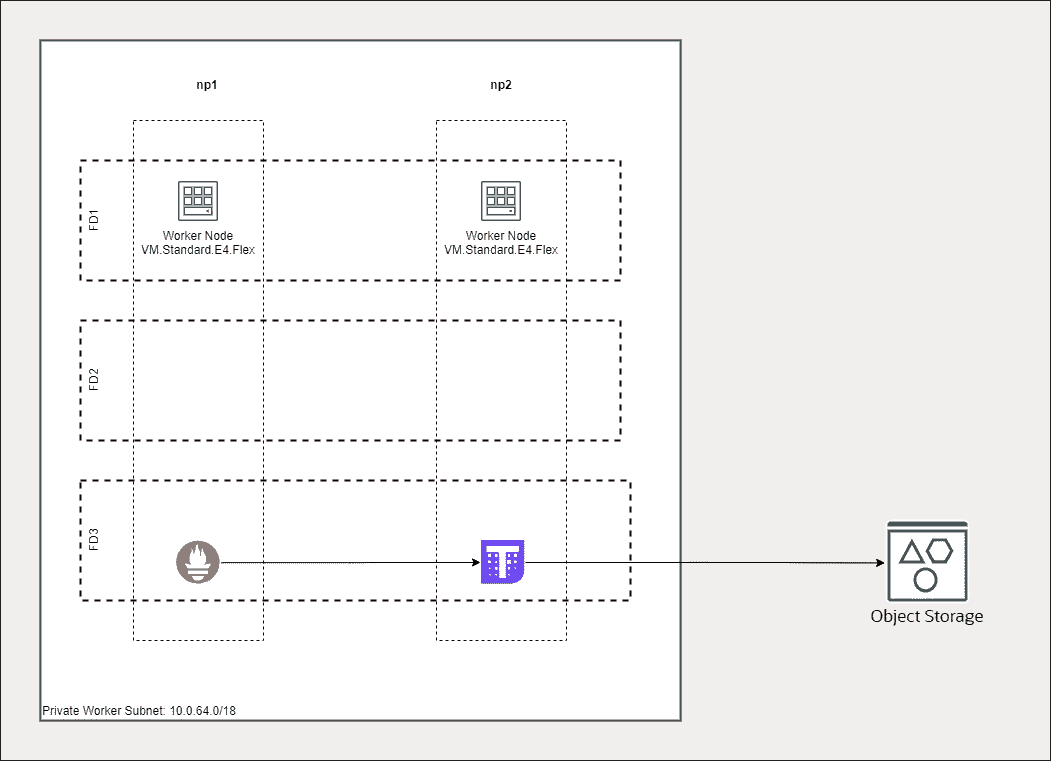 np1
np2
FD1
Worker Node
VM.Standard.E4.Flex
Worker Node
VM.Standard.E4.Flex
FD2
FD3
T
Object Storage
Private Worker Subnet: 10.0.64.0/18